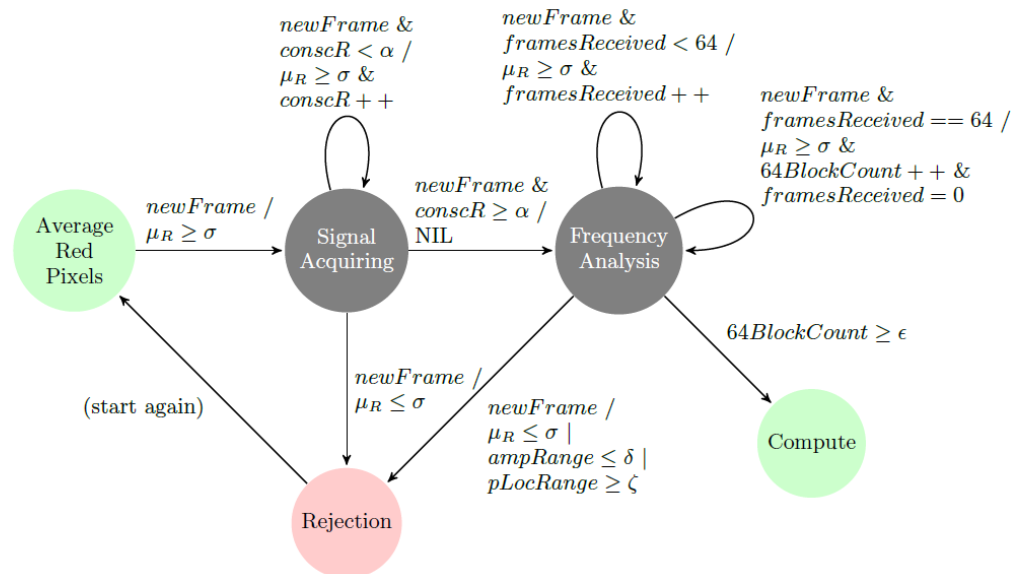 newFrame &
conscR < α /
μ_R ≥ σ &
conscR ++
newFrame &
framesReceived < 64 /
μ_R ≥ σ &
framesReceived ++
newFrame &
framesReceived == 64 /
μ_R ≥ σ &
64BlockCount ++ &
framesReceived = 0
Average
Red
Pixels
newFrame /
μ_R ≥ σ
Signal
Acquiring
newFrame &
conscR ≥ α /
NIL
Frequency
Analysis
64BlockCount ≥ ϵ
(start again)
newFrame /
μ_R ≤ σ
newFrame /
μ_R ≤ σ |
ampRange ≤ δ |
pLocRange ≥ ζ
Compute
Rejection